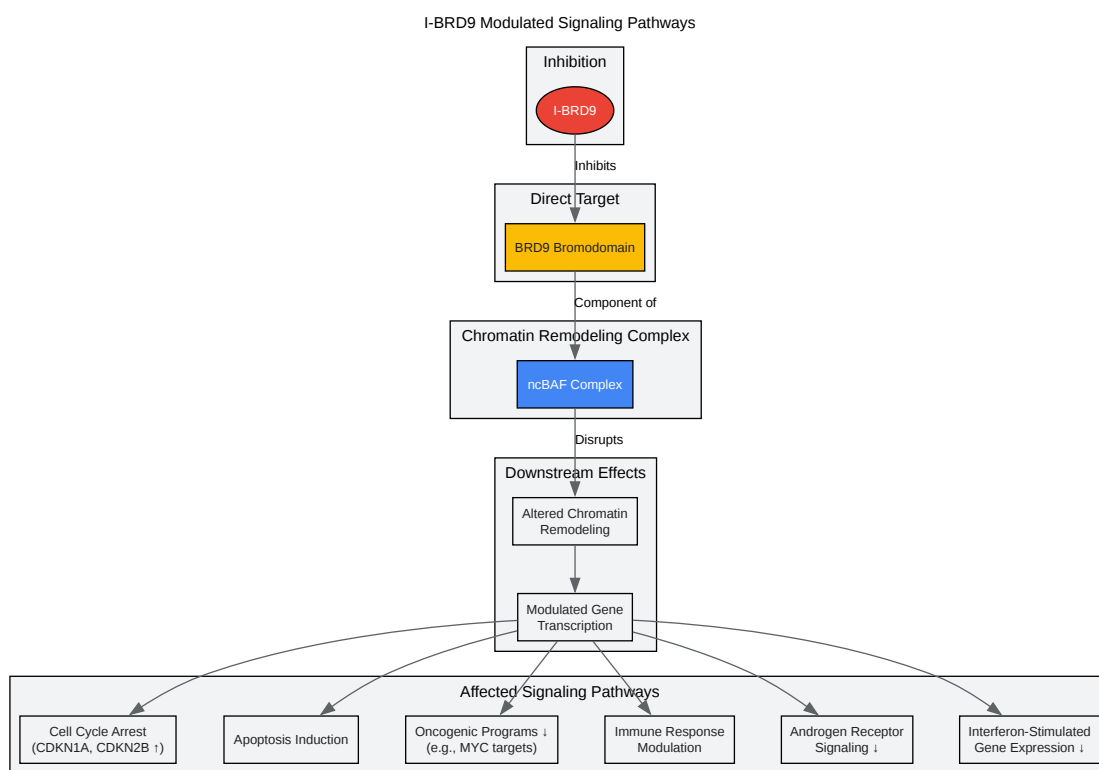 I-BRD9 Modulated Signaling Pathways
Inhibition
I-BRD9
Inhibits
Direct Target
BRD9 Bromodomain
Component of
Chromatin Remodeling Complex
ncBAF Complex
Disrupts
Downstream Effects
Altered Chromatin
Remodeling
Modulated Gene
Transcription
Affected Signaling Pathways
Cell Cycle Arrest
(CDKN1A, CDKN2B ↑)
Apoptosis Induction
Oncogenic Programs ↓
(e.g., MYC targets)
Immune Response
Modulation
Androgen Receptor
Signaling ↓
Interferon-Stimulated
Gene Expression ↓